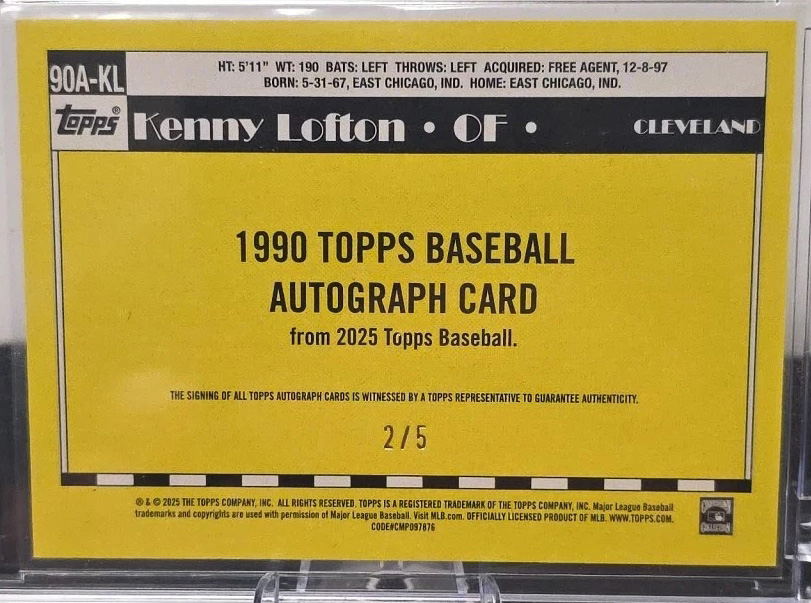 90A-KL
HT: 5'11" WT: 190 BATS: LEFT THROWS: LEFT ACQUIRED: FREE AGENT, 12-8-97
BORN: 5-31-67, EAST CHICAGO, IND. HOME: EAST CHICAGO, IND.
Topps® Kenny Lofton • OF • CLEVELAND
1990 TOPPS BASEBALL
AUTOGRAPH CARD
from 2025 Topps Baseball.
THE SIGNING OF ALL TOPPS AUTOGRAPH CARDS IS WITNESSED BY A TOPPS REPRESENTATIVE TO GUARANTEE AUTHENTICITY.
2/5
® & © 2025 THE TOPPS COMPANY, INC. ALL RIGHTS RESERVED. TOPPS IS A REGISTERED TRADEMARK OF THE TOPPS COMPANY, INC. Major League Baseball
trademarks and copyrights are used with permission of Major League Baseball. Visit MLB.com. OFFICIALLY LICENSED PRODUCT OF MLB. WWW.TOPPS.COM.
CODE#CMP097876